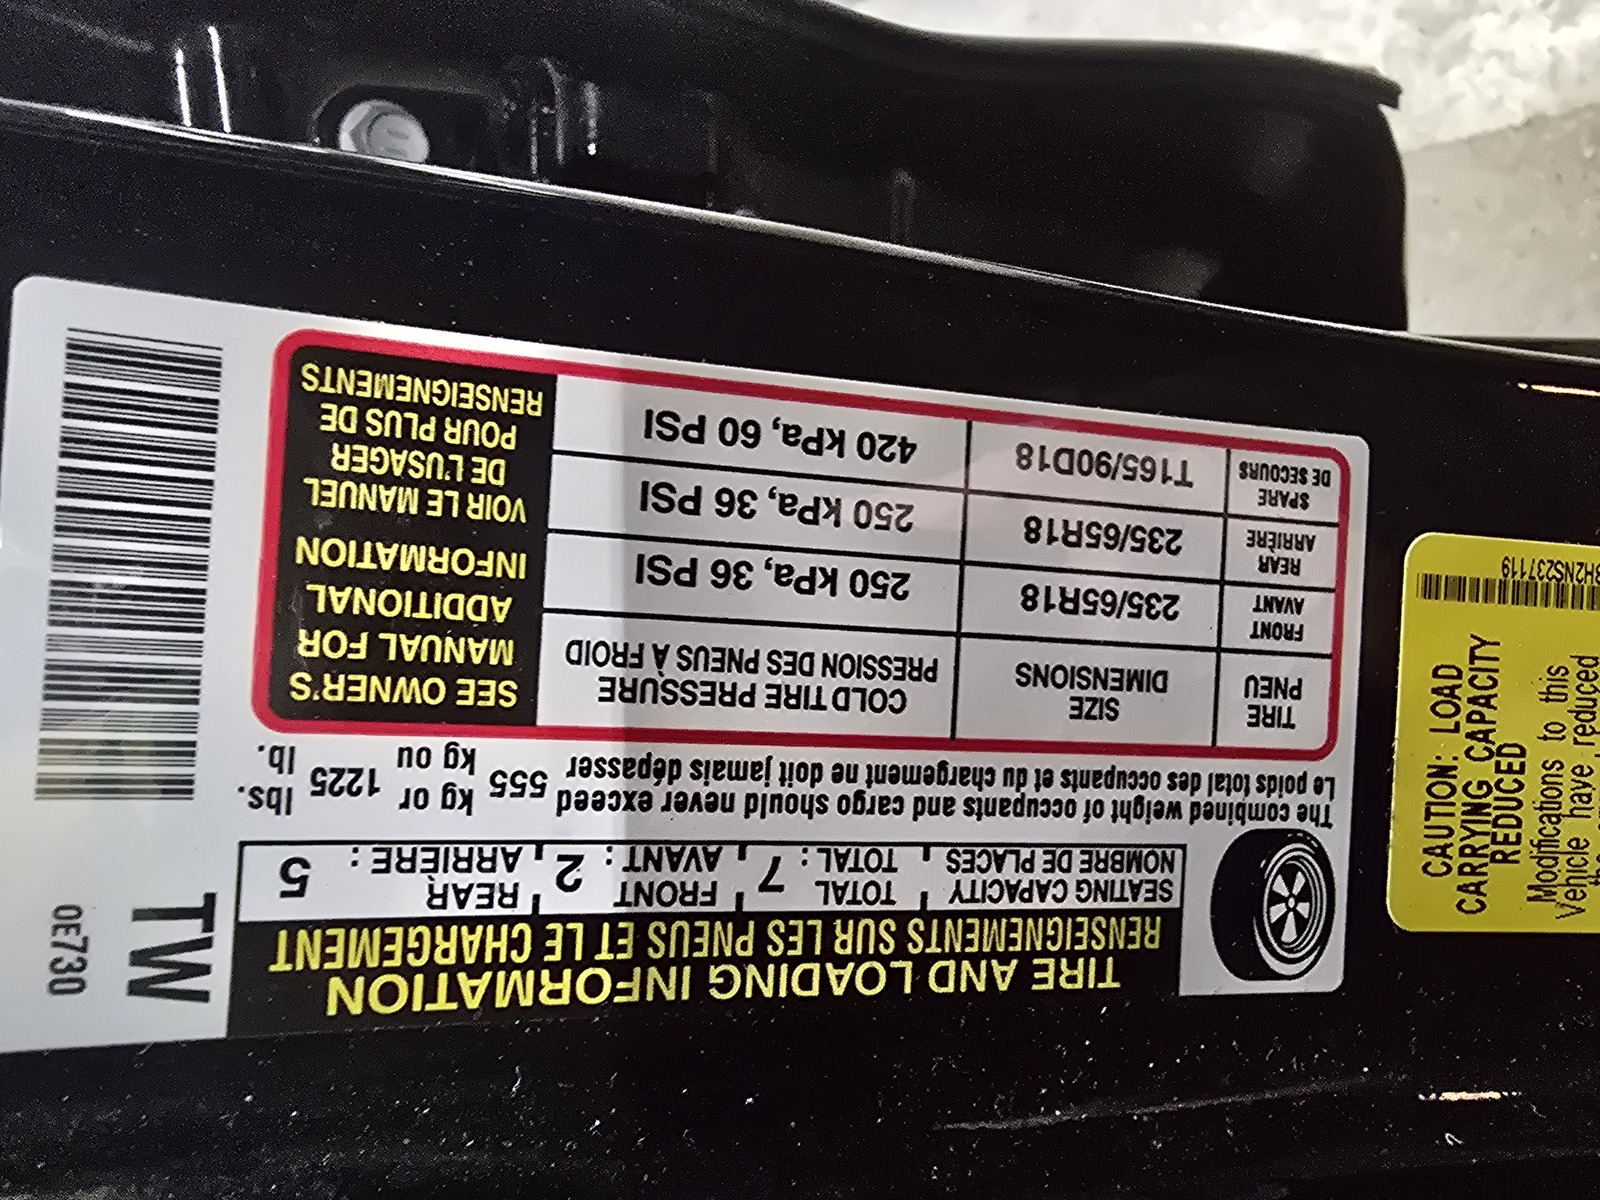 TIRE AND LOADING INFORMATION
RENSEIGNEMENTS SUR LES PNEUS ET LE CHARGEMENT
SEATING CAPACITY TOTAL 7 FRONT 2 REAR 5
NOMBRE DE PLACES TOTAL : AVANT : ARRIÈRE :
The combined weight of occupants and cargo should never exceed 555 kg or 1225 lbs.
Le poids total des occupants et du chargement ne doit jamais dépasser kg ou lb.
TIRE SIZE COLD TIRE PRESSURE
PNEU DIMENSIONS PRESSION DES PNEUS À FROID
FRONT
AVANT 235/65R18 250 kPa, 36 PSI
REAR
ARRIÈRE 235/65R18 250 kPa, 36 PSI
SPARE
DE SECOURS T165/90D18 420 kPa, 60 PSI
SEE OWNER'S
MANUAL FOR
ADDITIONAL
INFORMATION
VOIR LE MANUEL
DE L'USAGER
POUR PLUS DE
RENSEIGNEMENTS
TW
0E730
CAUTION: LOAD
CARRYING CAPACITY
REDUCED
Modifications to this
Vehicle have reduced
H2NS237119